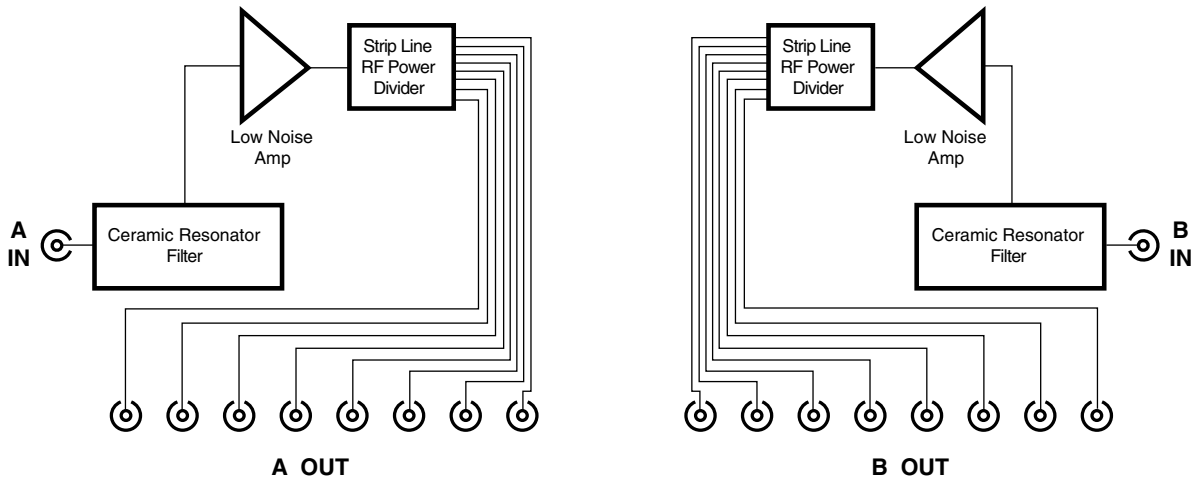 Strip Line
RF Power
Divider
Low Noise
Amp
A
IN
Ceramic Resonator
Filter
A OUT
Strip Line
RF Power
Divider
Low Noise
Amp
Ceramic Resonator
Filter
B
IN
B OUT